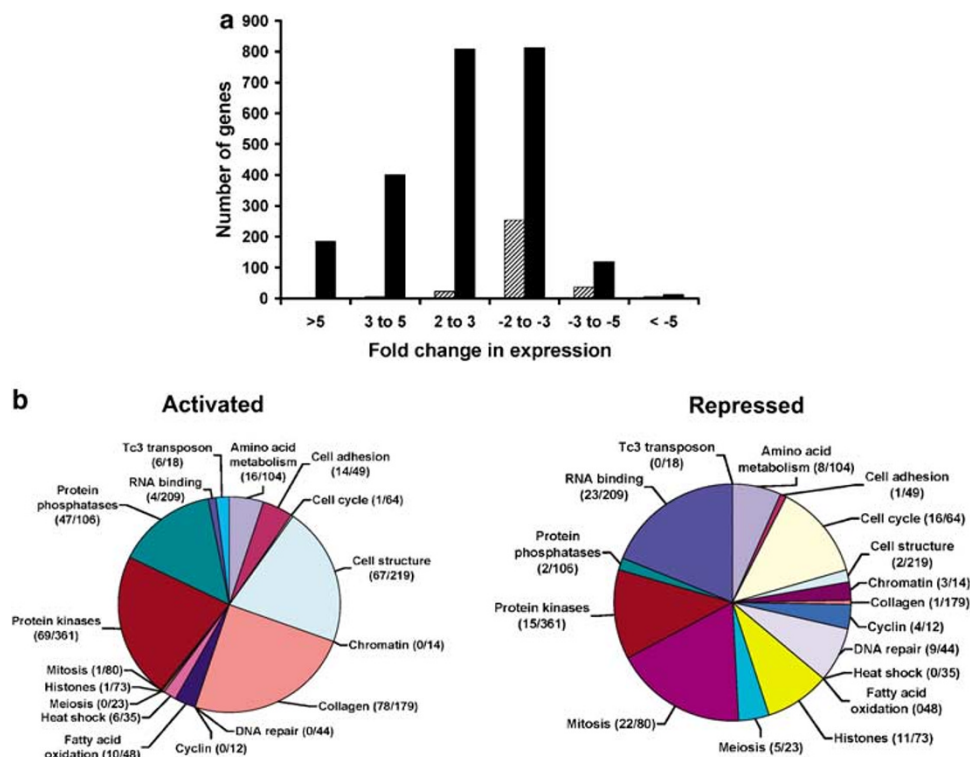 a
900
800
700
600
500
400
300
200
100
0
Number of genes
>5
3 to 5
2 to 3
-2 to -3
-3 to -5
< -5
Fold change in expression
b
Activated
Tc3 transposon
(6/18)
Amino acid
metabolism
(16/104)
Cell adhesion
(14/49)
Cell cycle (1/64)
Cell structure
(67/219)
Chromatin (0/14)
Collagen (78/179)
DNA repair (0/44)
Cyclin (0/12)
Fatty acid
oxidation (10/48)
Heat shock (6/35)
Meiosis (0/23)
Histones (1/73)
Mitosis (1/80)
Protein kinases
(69/361)
Protein
phosphatases
(47/106)
RNA binding
(4/209)
Repressed
Tc3 transposon
(0/18)
Amino acid
metabolism (8/104)
Cell adhesion
(1/49)
Cell cycle (16/64)
Cell structure
(2/219)
Chromatin (3/14)
Collagen (1/179)
Cyclin (4/12)
DNA repair (9/44)
Heat shock (0/35)
Fatty acid
oxidation (048)
Histones (11/73)
Meiosis (5/23)
Mitosis (22/80)
Protein kinases
(15/361)
Protein
phosphatases
(2/106)
RNA binding
(23/209)